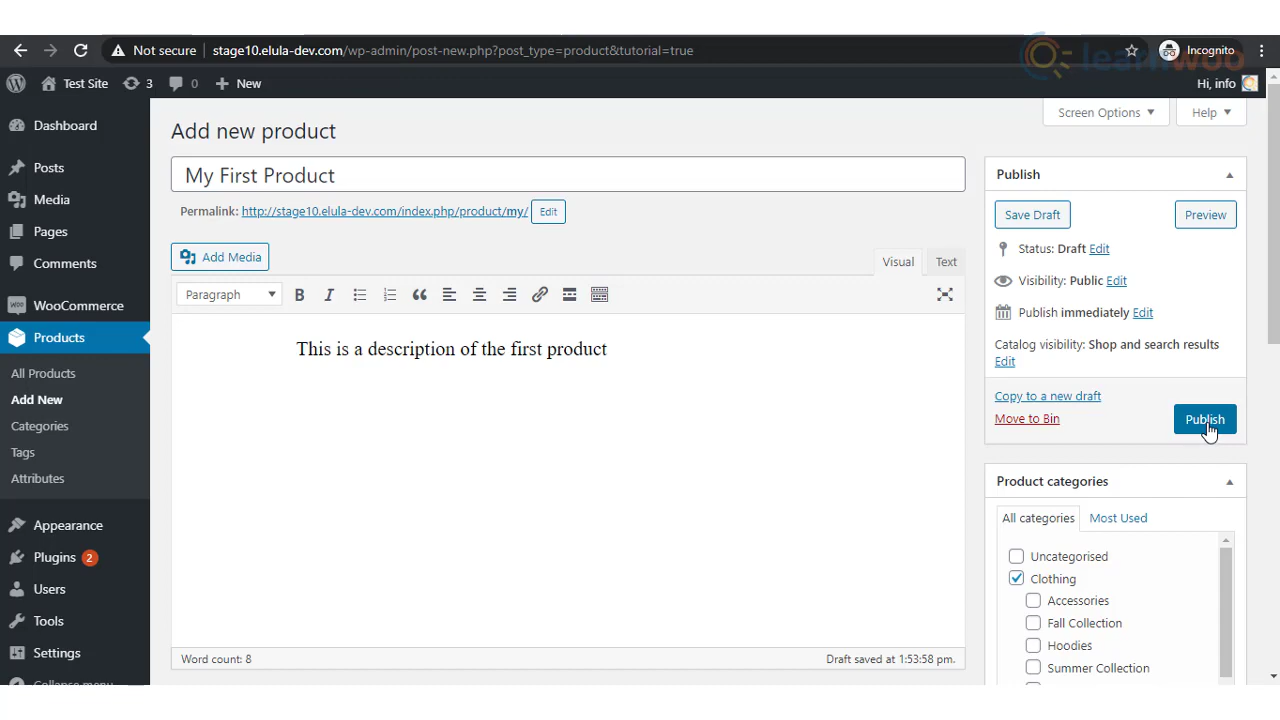 Not secure
stage10.elula-dev.com/wp-admin/post-new.php?post_type=product&tutorial=true
Incognito
learnwoo
Test Site
3
0
New
Hi, info
Dashboard
Posts
Media
Pages
Comments
WOO
WooCommerce
Products
All Products
Add New
Categories
Tags
Attributes
Appearance
Plugins 2
Users
Tools
Settings
Collapse menu
Screen Options
Help
Add new product
My First Product
Permalink: http://stage10.elula-dev.com/index.php/product/my/ Edit
Add Media
Visual
Text
Paragraph
B
I
This is a description of the first product
Word count: 8
Draft saved at 1:53:58 pm.
Publish
Save Draft
Preview
Status: Draft Edit
Visibility: Public Edit
Publish immediately Edit
Catalog visibility: Shop and search results
Edit
Copy to a new draft
Move to Bin
Publish
Product categories
All categories
Most Used
Uncategorised
Clothing
Accessories
Fall Collection
Hoodies
Summer Collection